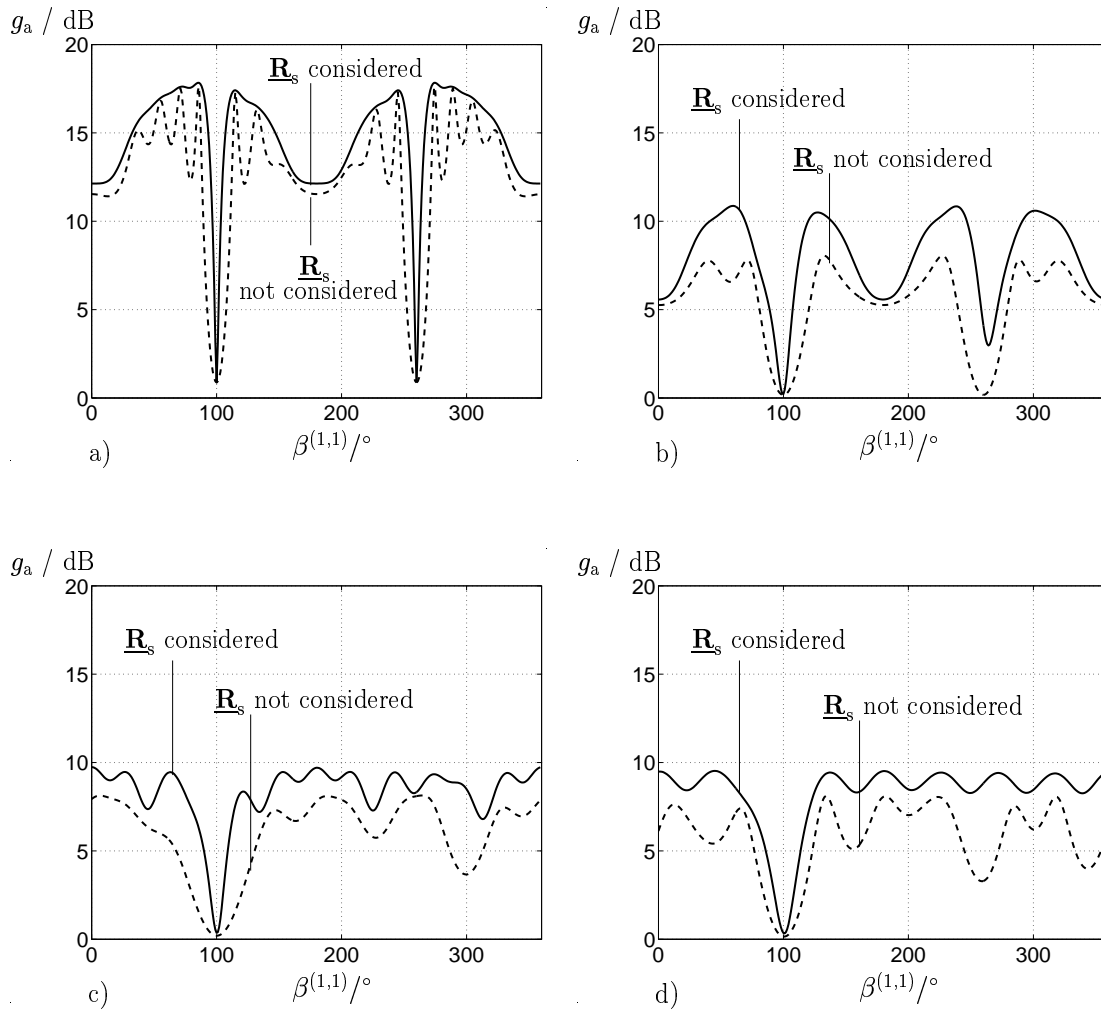 g_a / dB
20
15
10
5
0
0 100 200 300
R_s considered
R_s
not considered
a)
β^(1,1)/°
g_a / dB
20
15
10
5
0
0 100 200 300
R_s considered
R_s not considered
b)
β^(1,1)/°
g_a / dB
20
15
10
5
0
0 100 200 300
R_s considered
R_s not considered
c)
β^(1,1)/°
g_a / dB
20
15
10
5
0
0 100 200 300
R_s considered
R_s not considered
d)
β^(1,1)/°